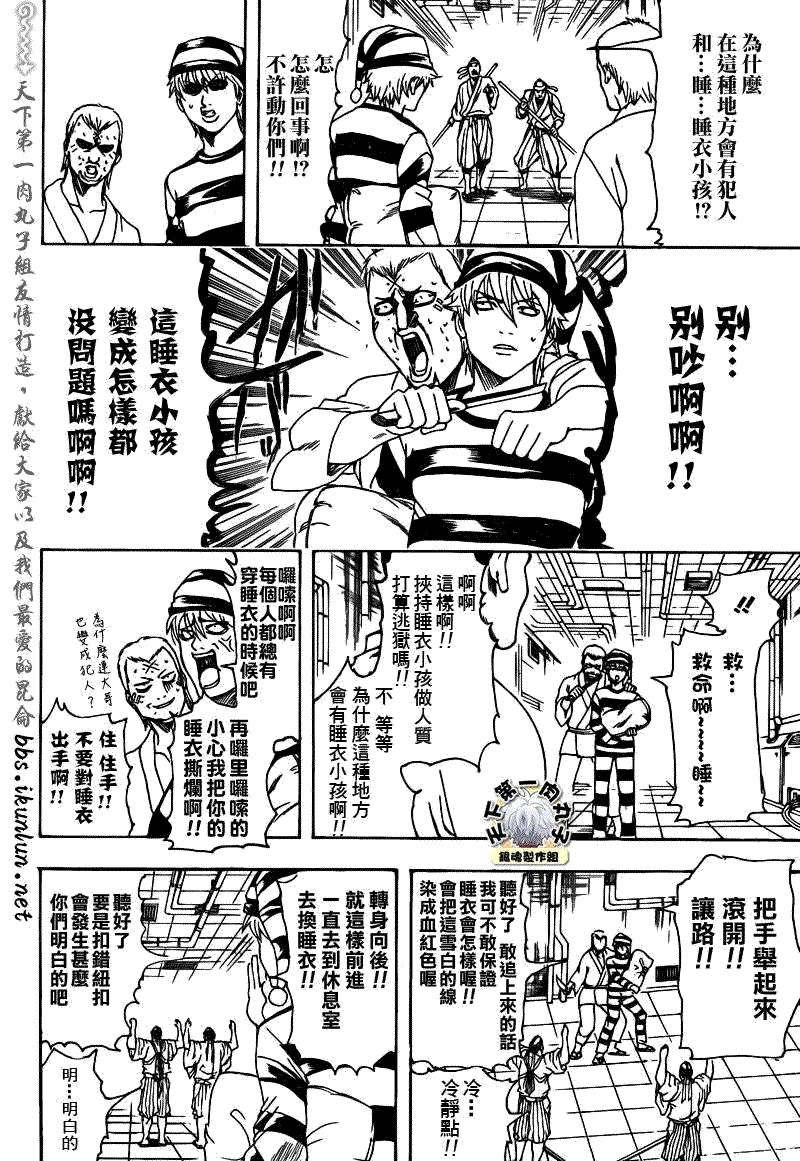 為什麼
在這種地方會有犯人
和…睡…睡衣小孩!?
怎
怎麼回事啊!?
不許動你們!!
別…
別吵啊啊!!
這睡衣小孩
變成怎樣都
沒問題嗎啊啊!!
救…
救命啊~~~~睡~
~~!!
啊啊
這樣啊!!
挾持睡衣小孩做人質
打算逃獄嗎!!
不 等等
為什麼這種地方
會有睡衣小孩啊!!
囉嗦啊啊
每個人都總有
穿睡衣的時候吧
再囉里囉嗦的
小心我把你的
睡衣撕爛啊!!
為什麼連大哥
也變成犯人?
住 住手!!
不要對睡衣
出手啊!!
把手舉起來
滾開!!
讓路!!
聽好了 敢追上來的話
我可不敢保證
睡衣會怎樣喔!!
會把這雪白的線
染成血紅色喔
冷…
冷靜點!!
轉身向後!!
就這樣前進
一直去到休息室
去換睡衣!!
聽好了
要是扣錯紐扣
會發生甚麼
你們明白的吧
明…明白的
天下第一肉丸子組友情打造，獻給大家以及我們最愛的昆侖 bbs.ikunlun.net
天下第一肉丸子
銀魂製作組